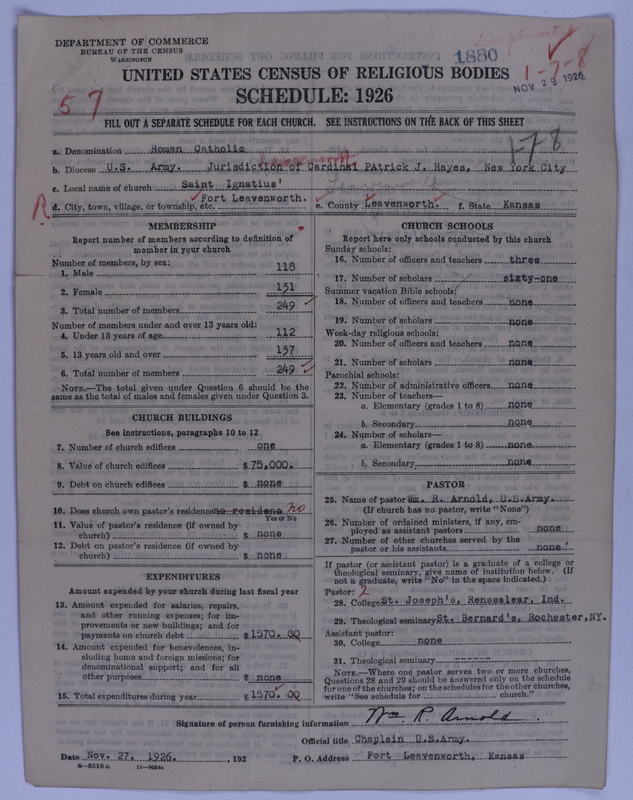 DEPARTMENT OF COMMERCE
BUREAU OF THE CENSUS
WASHINGTON
1880
1-7-8
NOV 29 1926
UNITED STATES CENSUS OF RELIGIOUS BODIES
SCHEDULE: 1926
57
FILL OUT A SEPARATE SCHEDULE FOR EACH CHURCH. SEE INSTRUCTIONS ON THE BACK OF THIS SHEET
1-7-8
a. Denomination Roman Catholic
Leavenworth
b. Diocese U.S. Army. Jurisdiction of Cardinal PAtrick J. Hayes, New York City
c. Local name of church Saint Ignatius' Leavenworth
R d. City, town, village, or township, etc. Fort Leavenworth. e. County Leavenworth. f. State Kansas
MEMBERSHIP
Report number of members according to definition of
member in your church
Number of members, by sex:
1. Male 118
2. Female 131
3. Total number of members 249
Number of members under and over 13 years old:
4. Under 13 years of age 112
5. 13 years old and over 137
6. Total number of members 249
NOTE.—The total given under Question 6 should be
same as the total of males and females given under Question 3.
CHURCH BUILDINGS
See instructions, paragraphs 10 to 12
7. Number of church edifices one
8. Value of church edifices $75,000.
9. Debt on church edifices $ none
10. Does church own pastor's residence no residenc no
Yes or No
11. Value of pastor's residence (if owned by
church) $ none
12. Debt on pastor's residence (if owned by
church) $ none
EXPENDITURES
Amount expended by your church during last fiscal year
13. Amount expended for salaries, repairs,
and other running expenses; for im-
provements or new buildings; and for
payments on church debt $1570. 00
14. Amount expended for benevolences, in-
cluding home and foreign missions; for
denominational support; and for all
other purposes $ none
15. Total expenditures during year $1570. 00
CHURCH SCHOOLS
Report here only schools conducted by this church
Sunday schools:
16. Number of officers and teachers three
17. Number of scholars sixty-one
Summer vacation Bible schools:
18. Number of officers and teachers none
19. Number of scholars none
Week-day religious schools:
20. Number of officers and teachers none
21. Number of scholars none
Parochial schools:
22. Number of administrative officers none
23. Number of teachers—
a. Elementary (grades 1 to 8) none
b. Secondary none
24. Number of scholars—
a. Elementary (grades 1 to 8) none
b. Secondary none
PASTOR
25. Name of pastor Wm. R. Arnold, U.S.Army.
(If church has no pastor, write "None")
26. Number of ordained ministers, if any, em-
ployed as assistant pastors none
27. Number of other churches served by the
pastor or his assistants none
If pastor (or assistant pastor) is a graduate of a college or
theological seminary, give name of institution below. (If
not a graduate, write "No" in the space indicated.)
Pastor: 2
28. College St. Joseph's, Rensselear, Ind.
29. Theological seminary St. Bernard's, Rochester,NY.
Assistant pastor:
30. College none
31. Theological seminary ------
NOTE.—Where one pastor serves two or more churches,
Questions 28 and 29 should be answered only on the schedule
for one of the churches; on the schedules for the other churches,
write "See schedule for church."
Signature of person furnishing information Wm R. Arnold.
Official title Chaplain U.S.Army.
Date Nov. 27, 1926. , 192 P. O. Address Fort Leavenworth, Kansas